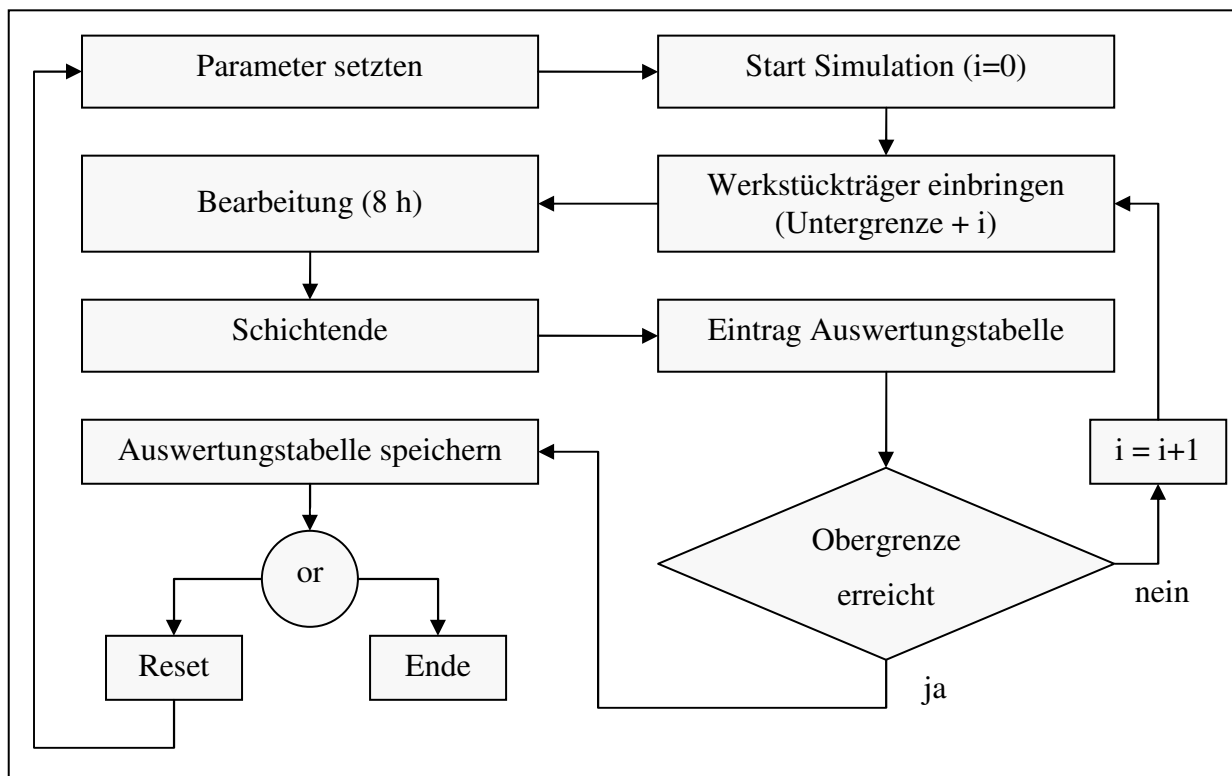 Parameter setzten
Start Simulation (i=0)
Bearbeitung (8 h)
Werkstückträger einbringen
(Untergrenze + i)
Schichtende
Eintrag Auswertungstabelle
Auswertungstabelle speichern
i = i+1
Obergrenze
erreicht
nein
or
Reset
Ende
ja